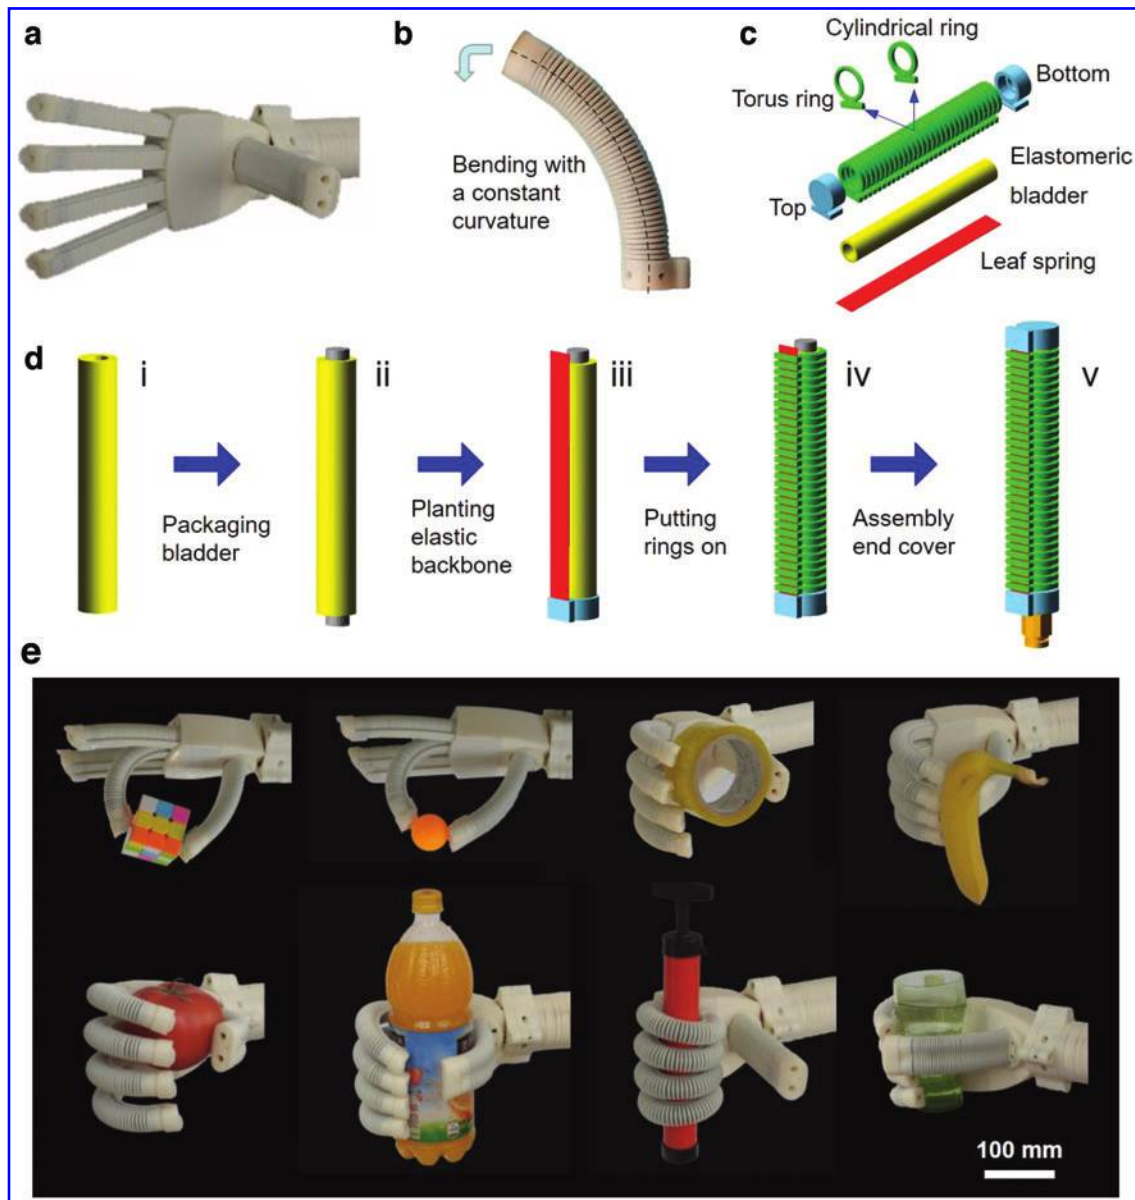 a
b
c
Cylindrical ring
Torus ring
Bottom
Bending with
a constant
curvature
Elastomeric
bladder
Top
Leaf spring
d
i
ii
iii
iv
v
Packaging
bladder
Planting
elastic
backbone
Putting
rings on
Assembly
end cover
e
100 mm